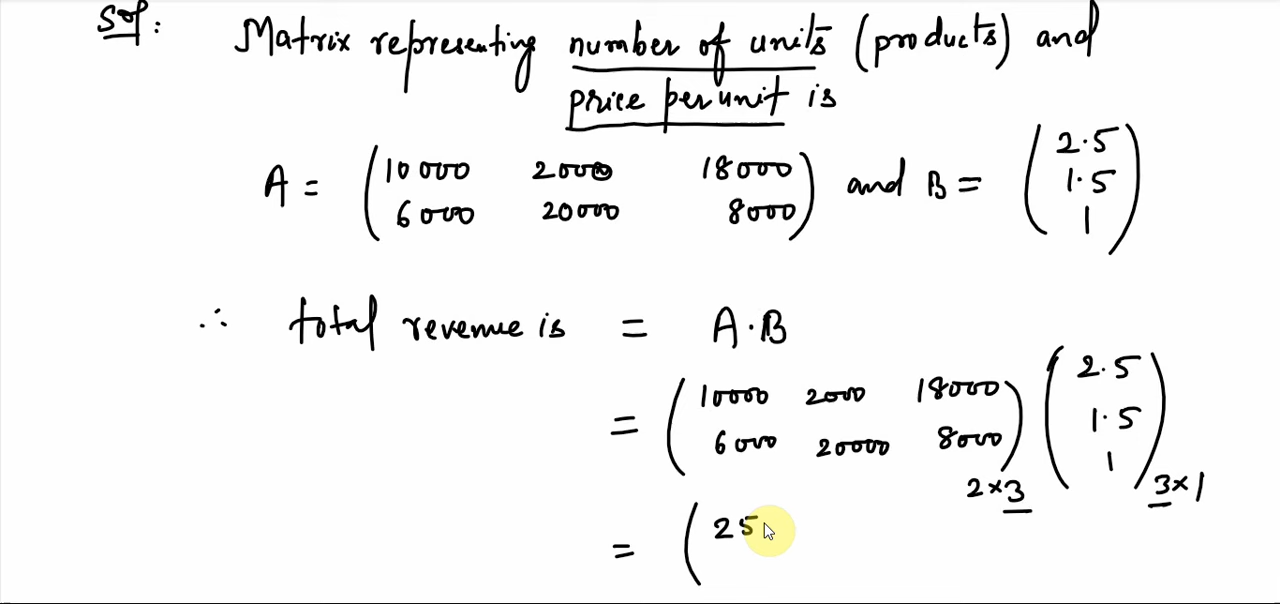 Sol:
Matrix representing number of units (products) and
price per unit is
A = (10000 2000 18000
6000 20000 8000) and B = (2.5
1.5
1)
∴ total revenue is = A·B
= (10000 2000 18000
6000 20000 8000) 2×3 (2.5
1.5
1) 3×1
= (25